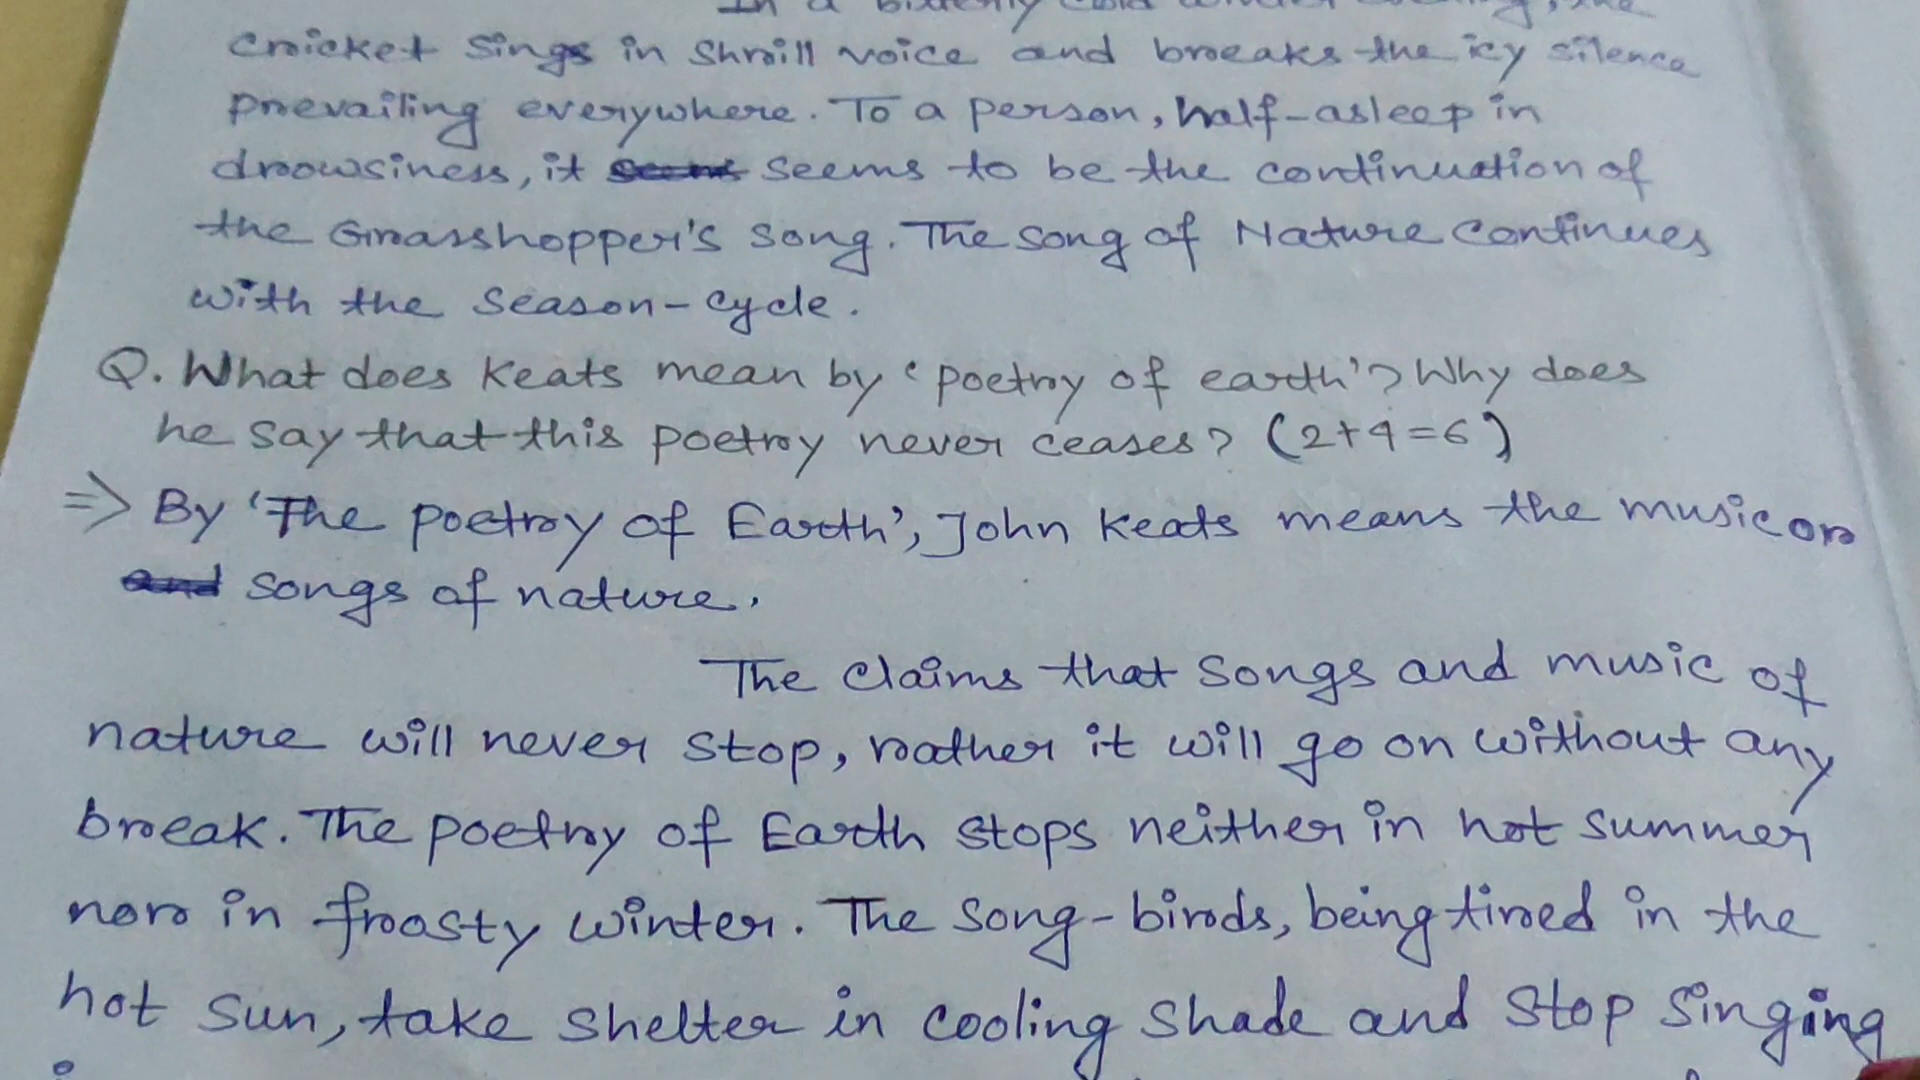 In a bitterly cold winter evening, the
cricket sings in shrill voice and breaks the icy silence
prevailing everywhere. To a person, half-asleep in
drowsiness, it seems to be the continuation of
the Grasshopper's song. The song of Nature continues
with the season-cycle.
Q. What does Keats mean by 'poetry of earth'? Why does
he say that this poetry never ceases? (2+4=6)
=> By 'The poetry of Earth', John Keats means the music or
songs of nature.
The claims that songs and music of
nature will never stop, rather it will go on without any
break. The poetry of Earth stops neither in hot summer
nor in frosty winter. The song-birds, being tired in the
hot sun, take shelter in cooling shade and stop singing